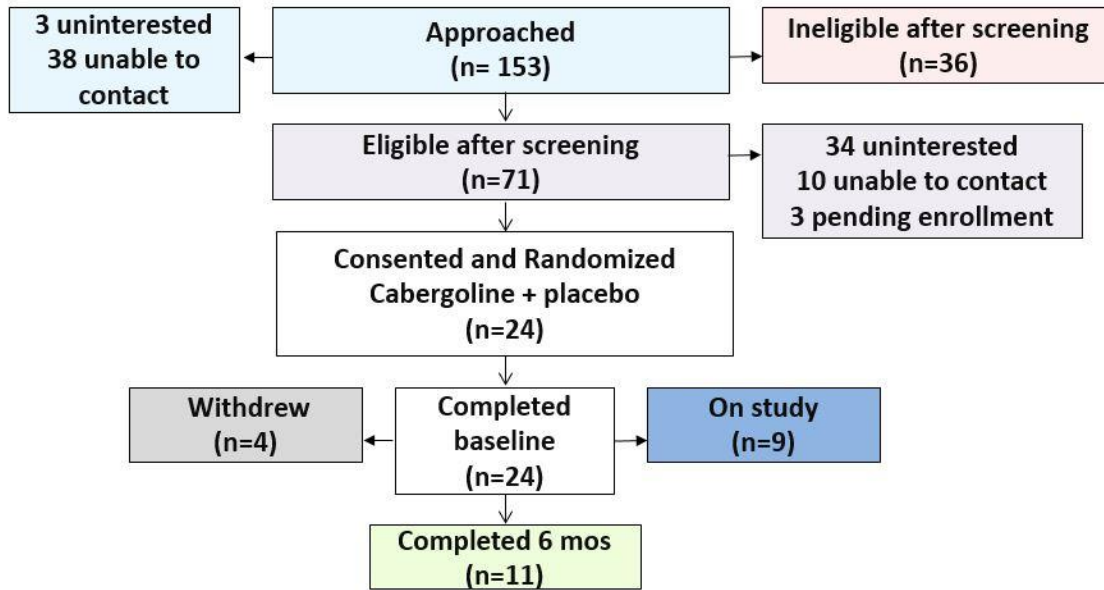 3 uninterested
38 unable to
contact
Approached
(n= 153)
Ineligible after screening
(n=36)
Eligible after screening
(n=71)
34 uninterested
10 unable to contact
3 pending enrollment
Consented and Randomized
Cabergoline + placebo
(n=24)
Withdrew
(n=4)
Completed
baseline
(n=24)
On study
(n=9)
Completed 6 mos
(n=11)